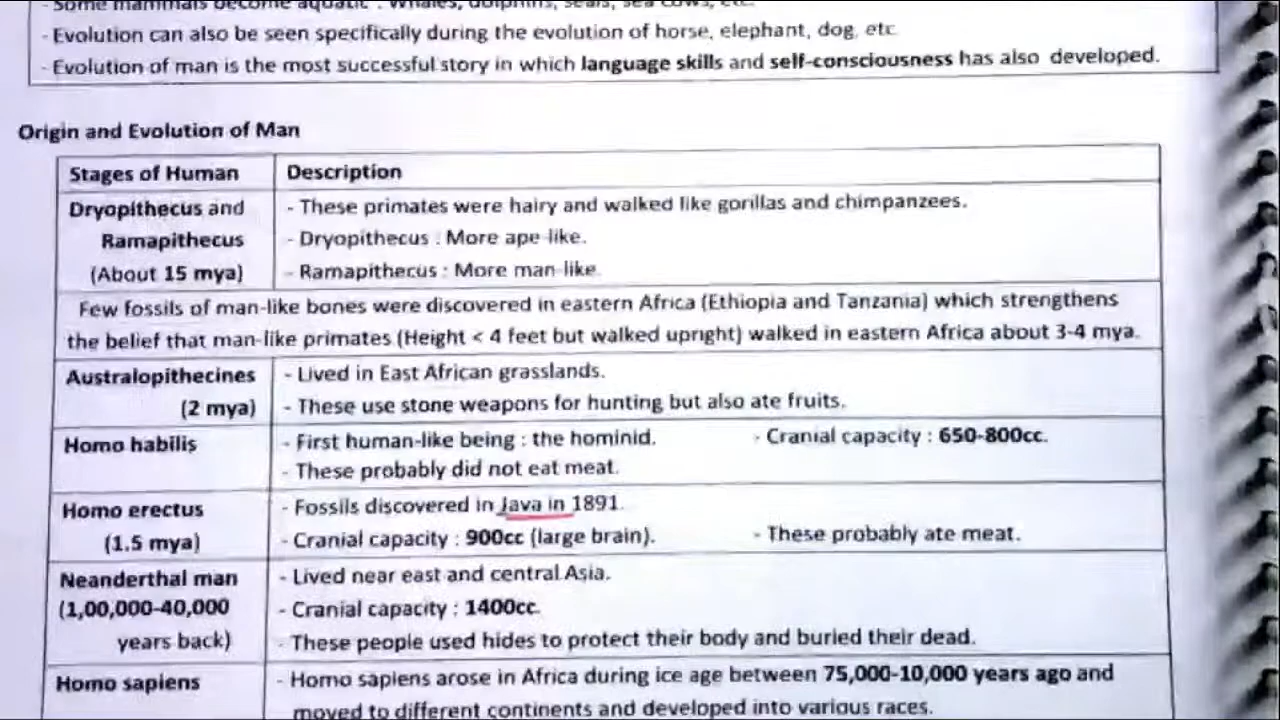 - Some mammals become aquatic : Whales, dolphins, seals, sea cows, etc.
- Evolution can also be seen specifically during the evolution of horse, elephant, dog, etc
- Evolution of man is the most successful story in which language skills and self-consciousness has also developed.
Origin and Evolution of Man
Stages of Human Description
Dryopithecus and - These primates were hairy and walked like gorillas and chimpanzees.
Ramapithecus - Dryopithecus : More ape-like.
(About 15 mya) - Ramapithecus : More man-like
Few fossils of man-like bones were discovered in eastern Africa (Ethiopia and Tanzania) which strengthens
the belief that man-like primates (Height < 4 feet but walked upright) walked in eastern Africa about 3-4 mya.
Australopithecines - Lived in East African grasslands.
(2 mya) - These use stone weapons for hunting but also ate fruits.
Homo habilis - First human-like being : the hominid. - Cranial capacity : 650-800cc.
- These probably did not eat meat.
Homo erectus - Fossils discovered in Java in 1891.
(1.5 mya) - Cranial capacity : 900cc (large brain). - These probably ate meat.
Neanderthal man - Lived near east and central Asia.
(1,00,000-40,000 - Cranial capacity : 1400cc.
years back) - These people used hides to protect their body and buried their dead.
Homo sapiens - Homo sapiens arose in Africa during ice age between 75,000-10,000 years ago and
moved to different continents and developed into various races.